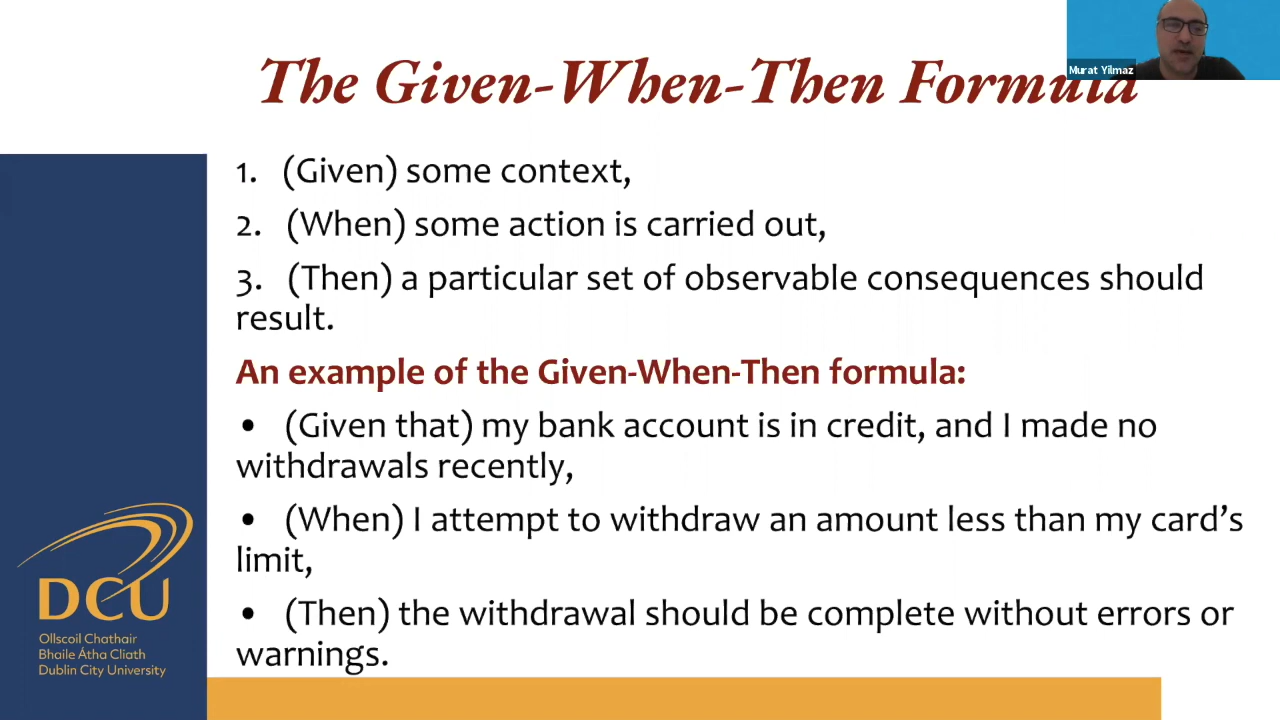 The Given-When-Then Formula
Murat Yilmaz
1. (Given) some context,
2. (When) some action is carried out,
3. (Then) a particular set of observable consequences should
result.
An example of the Given-When-Then formula:
• (Given that) my bank account is in credit, and I made no
withdrawals recently,
• (When) I attempt to withdraw an amount less than my card’s
limit,
• (Then) the withdrawal should be complete without errors or
warnings.
DCU
Ollscoil Chathair
Bhaile Átha Cliath
Dublin City University